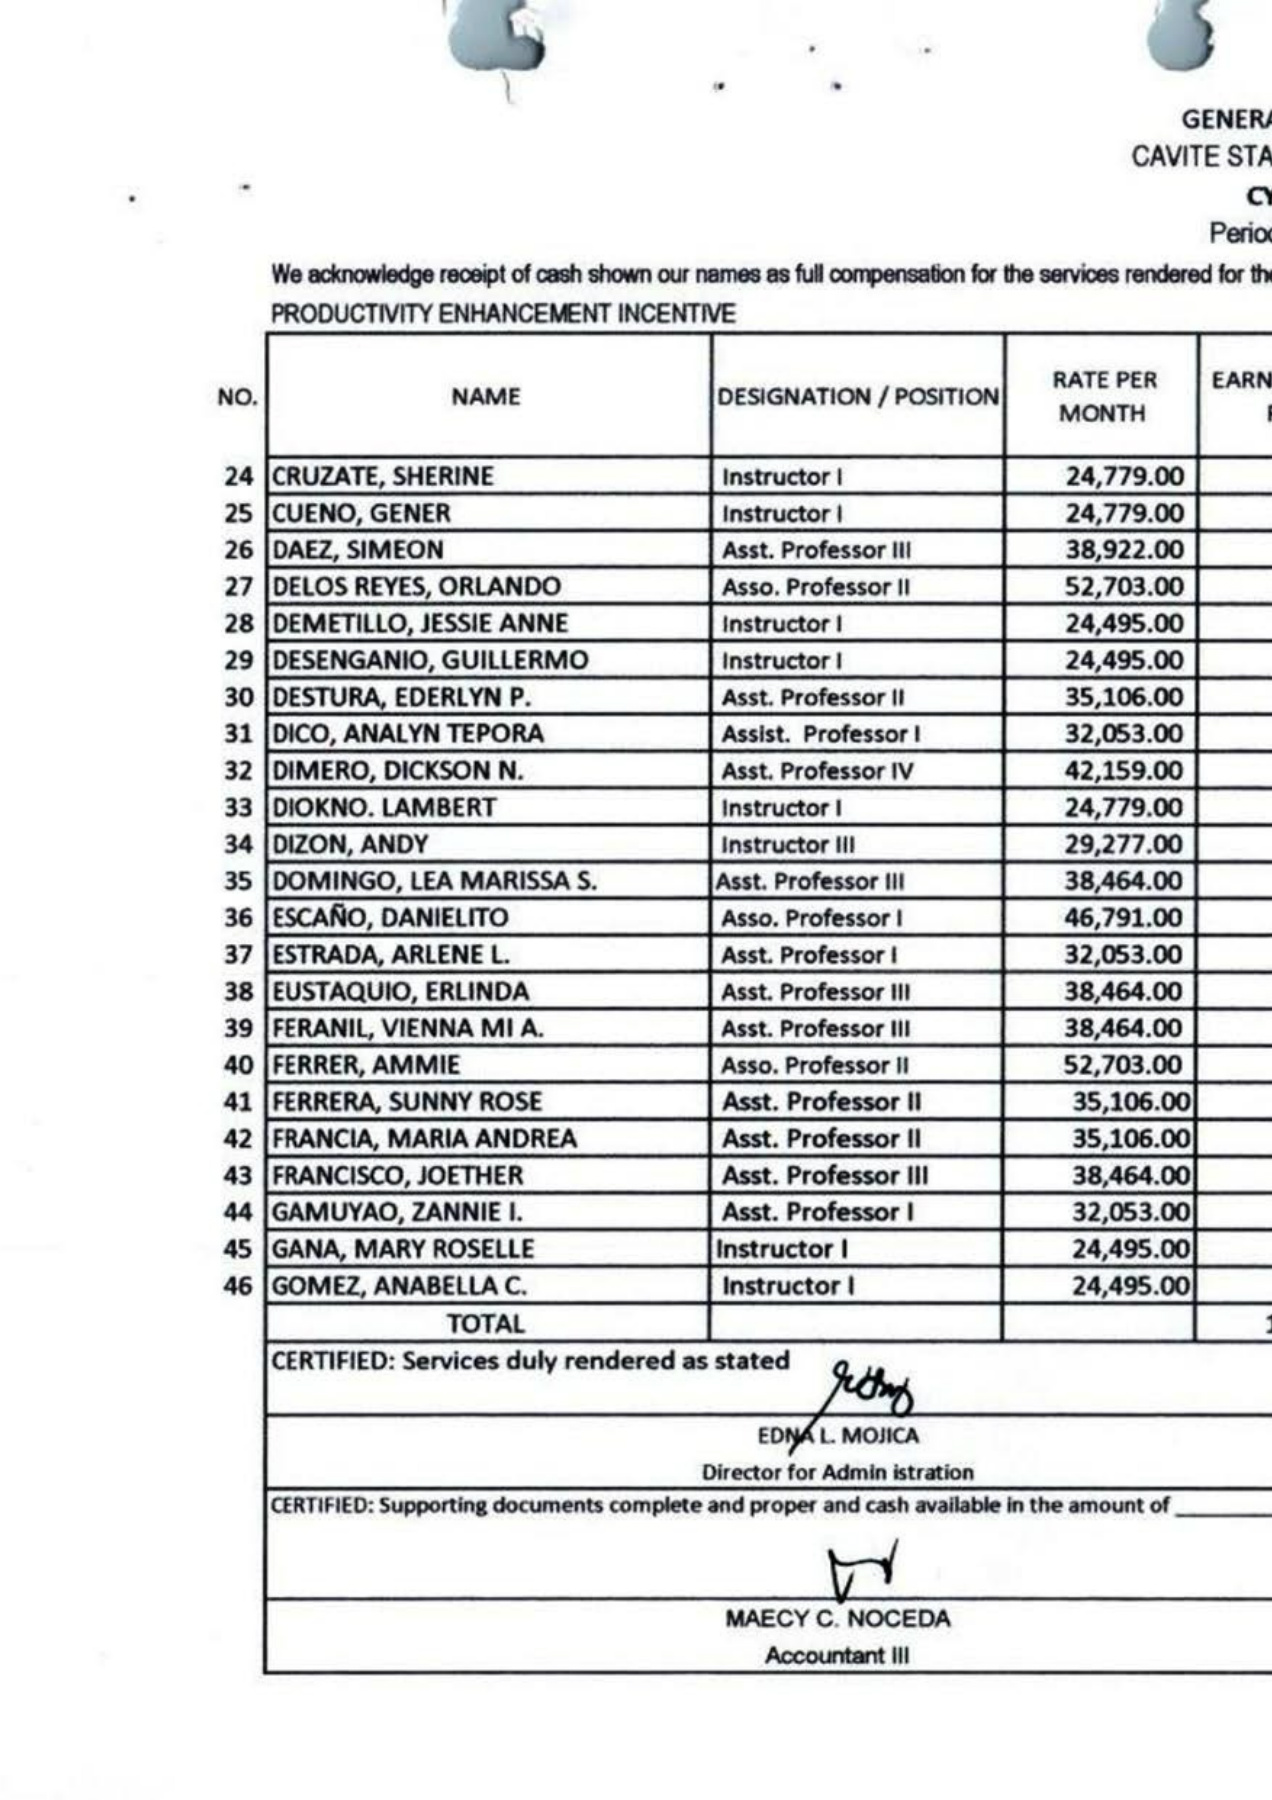 GENERA
CAVITE STA
CY
Period
We acknowledge receipt of cash shown our names as full compensation for the services rendered for the
PRODUCTIVITY ENHANCEMENT INCENTIVE
NO. NAME DESIGNATION / POSITION RATE PER MONTH EARN
24 CRUZATE, SHERINE Instructor I 24,779.00
25 CUENO, GENER Instructor I 24,779.00
26 DAEZ, SIMEON Asst. Professor III 38,922.00
27 DELOS REYES, ORLANDO Asso. Professor II 52,703.00
28 DEMETILLO, JESSIE ANNE Instructor I 24,495.00
29 DESENGANIO, GUILLERMO Instructor I 24,495.00
30 DESTURA, EDERLYN P. Asst. Professor II 35,106.00
31 DICO, ANALYN TEPORA Assist. Professor I 32,053.00
32 DIMERO, DICKSON N. Asst. Professor IV 42,159.00
33 DIOKNO. LAMBERT Instructor I 24,779.00
34 DIZON, ANDY Instructor III 29,277.00
35 DOMINGO, LEA MARISSA S. Asst. Professor III 38,464.00
36 ESCAÑO, DANIELITO Asso. Professor I 46,791.00
37 ESTRADA, ARLENE L. Asst. Professor I 32,053.00
38 EUSTAQUIO, ERLINDA Asst. Professor III 38,464.00
39 FERANIL, VIENNA MI A. Asst. Professor III 38,464.00
40 FERRER, AMMIE Asso. Professor II 52,703.00
41 FERRERA, SUNNY ROSE Asst. Professor II 35,106.00
42 FRANCIA, MARIA ANDREA Asst. Professor II 35,106.00
43 FRANCISCO, JOETHER Asst. Professor III 38,464.00
44 GAMUYAO, ZANNIE I. Asst. Professor I 32,053.00
45 GANA, MARY ROSELLE Instructor I 24,495.00
46 GOMEZ, ANABELLA C. Instructor I 24,495.00
TOTAL
CERTIFIED: Services duly rendered as stated
EDNA L. MOJICA
Director for Admin istration
CERTIFIED: Supporting documents complete and proper and cash available in the amount of
MAECY C. NOCEDA
Accountant III